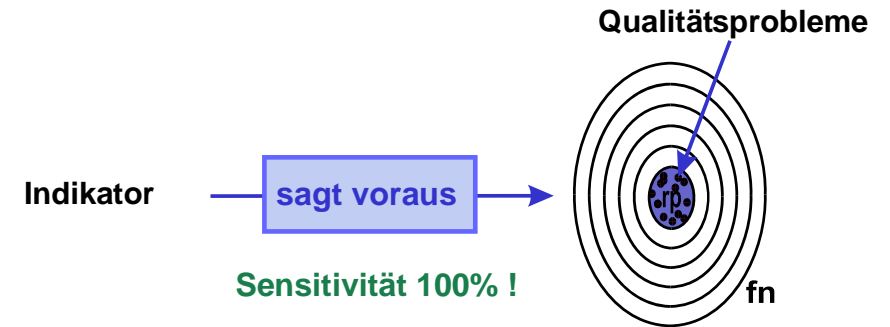 Qualitätsprobleme
Indikator
sagt voraus
rp
Sensitivität 100% !
fn